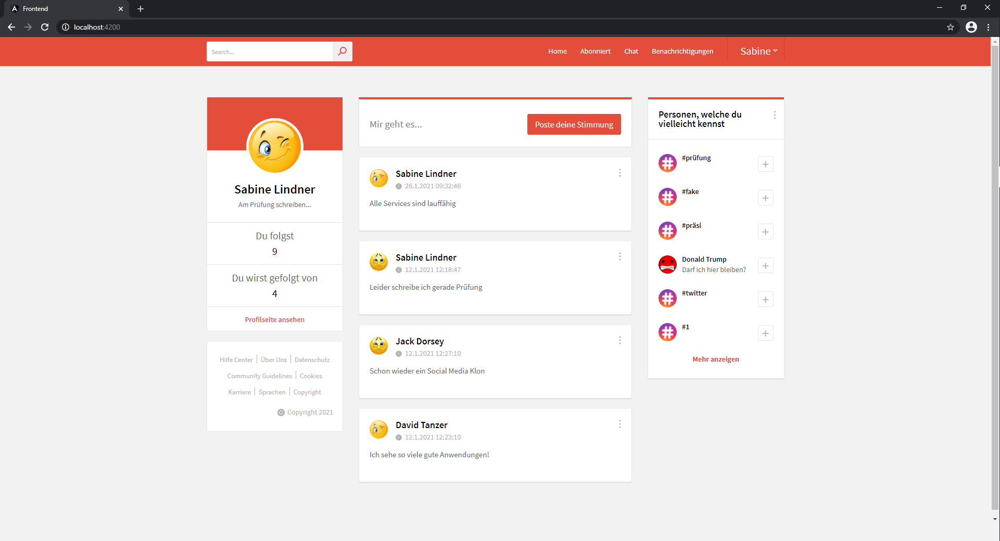 Frontend
localhost:4200
Search...
Home
Abonniert
Chat
Benachrichtigungen
Sabine
Sabine Lindner
Am Prüfung schreiben...
Du folgst
9
Du wirst gefolgt von
4
Profilseite ansehen
Hilfe Center
Über Uns
Datenschutz
Community Guidelines
Cookies
Karriere
Sprachen
Copyright
Copyright 2021
Mir geht es...
Poste deine Stimmung
Sabine Lindner
26.1.2021 09:32:46
Alle Services sind lauffähig
Sabine Lindner
12.1.2021 12:18:47
Leider schreibe ich gerade Prüfung
Jack Dorsey
12.1.2021 12:27:10
Schon wieder ein Social Media Klon
David Tanzer
12.1.2021 12:23:10
Ich sehe so viele gute Anwendungen!
Personen, welche du
vielleicht kennst
#prüfung
#fake
#präsi
Donald Trump
Darf ich hier bleiben?
#twitter
#1
Mehr anzeigen